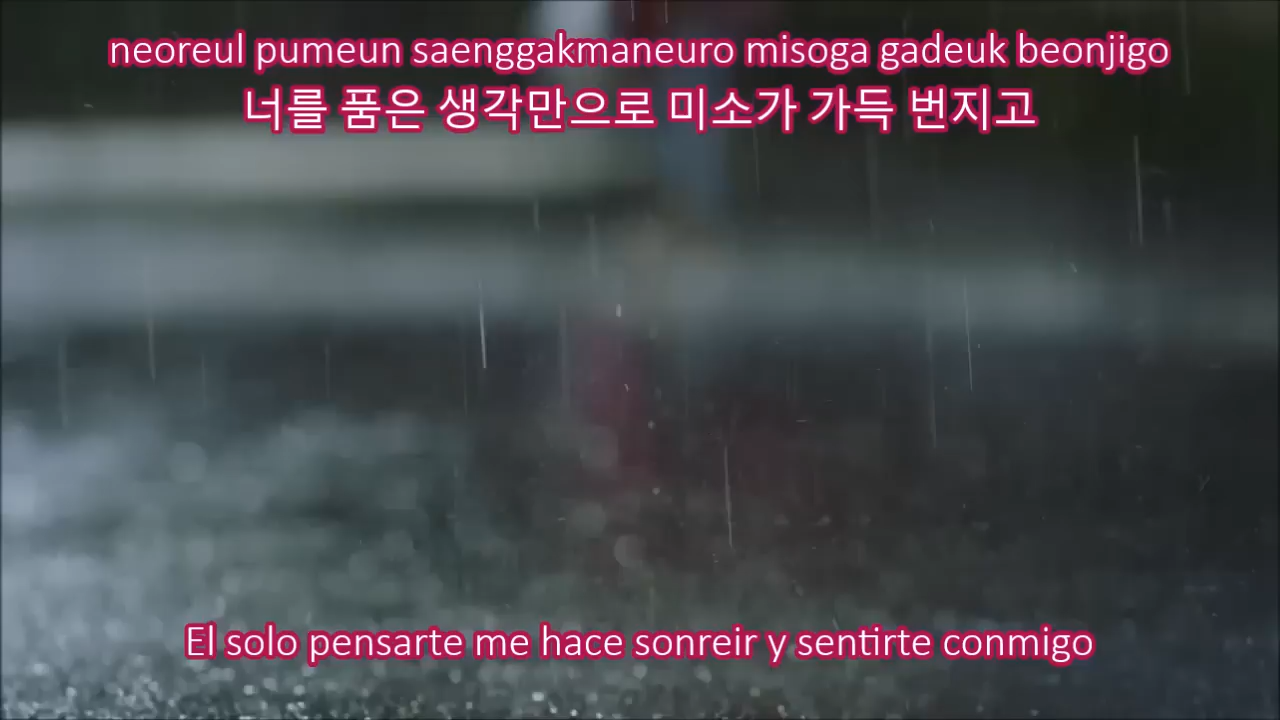 neoreul pumeun saenggakmaneuro misoga gadeuk beonjigo
너를 품은 생각만으로 미소가 가득 번지고
El solo pensarte me hace sonreir y sentirte conmigo